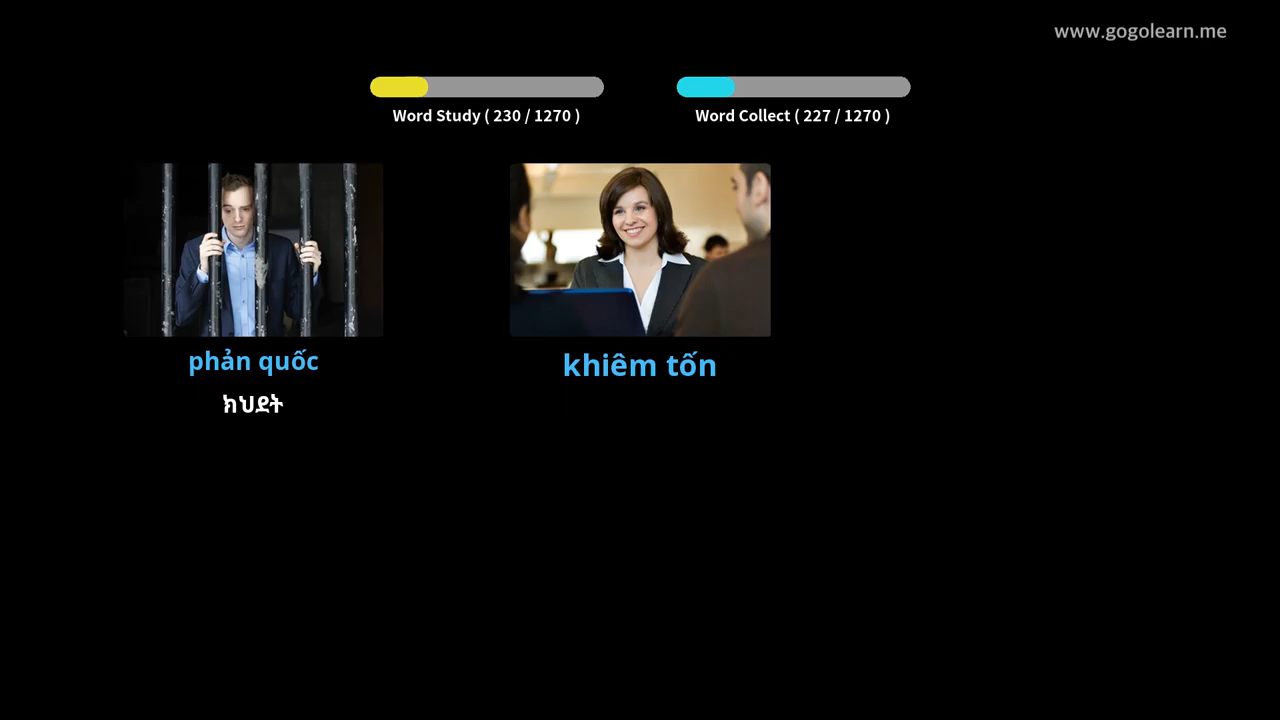 www.gogolearn.me
Word Study ( 230 / 1270 )
Word Collect ( 227 / 1270 )
phản quốc
ክህደት
khiêm tốn